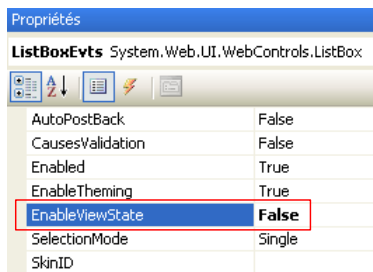 Propriétés
ListBoxEvts System.Web.UI.WebControls.ListBox
AutoPostBack False
CausesValidation False
Enabled True
EnableTheming True
EnableViewState False
SelectionMode Single
SkinID